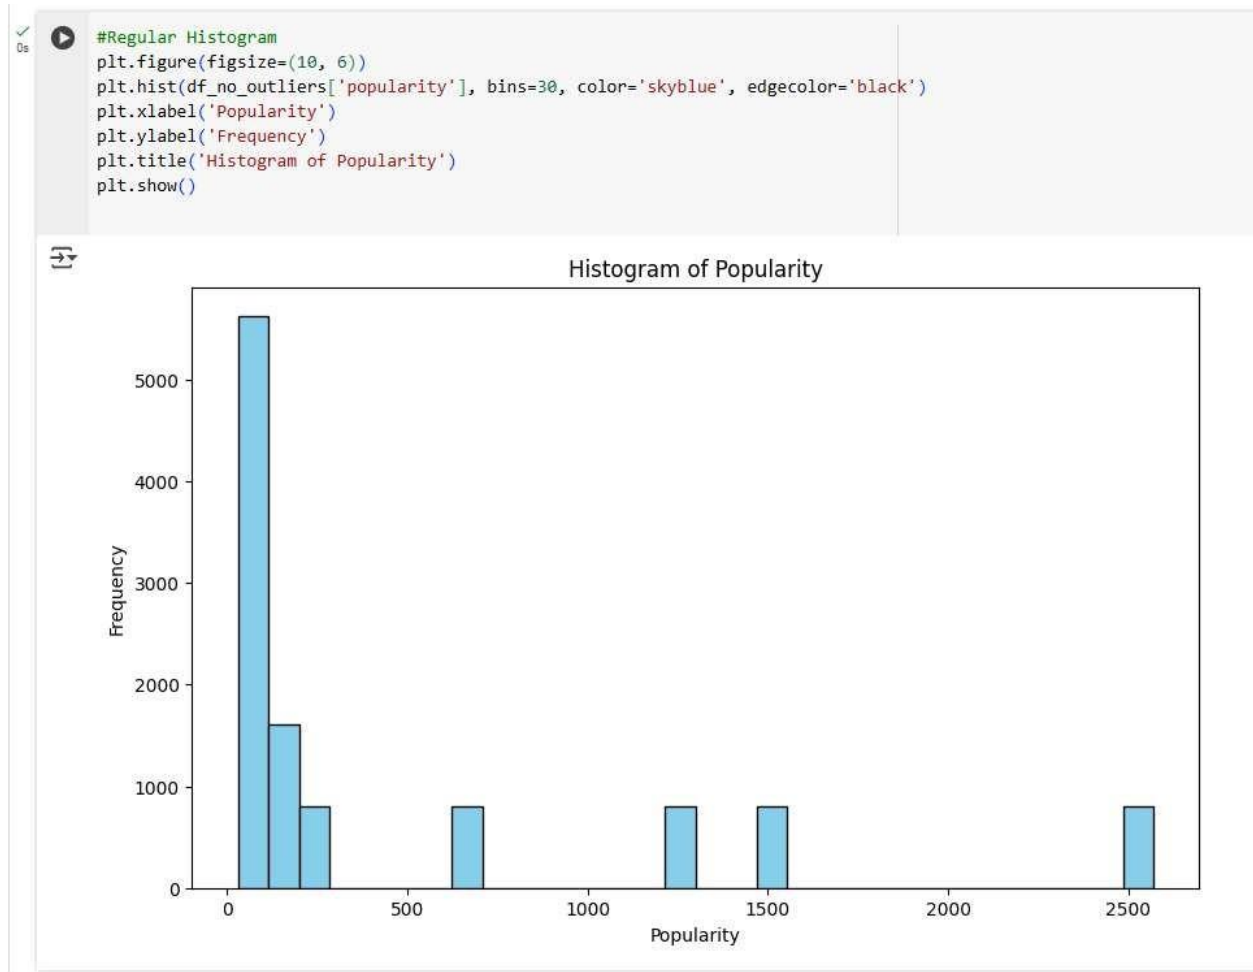 0s
#Regular Histogram
plt.figure(figsize=(10, 6))
plt.hist(df_no_outliers['popularity'], bins=30, color='skyblue', edgecolor='black')
plt.xlabel('Popularity')
plt.ylabel('Frequency')
plt.title('Histogram of Popularity')
plt.show()
Histogram of Popularity
Frequency
5000
4000
3000
2000
1000
0
0 500 1000 1500 2000 2500
Popularity